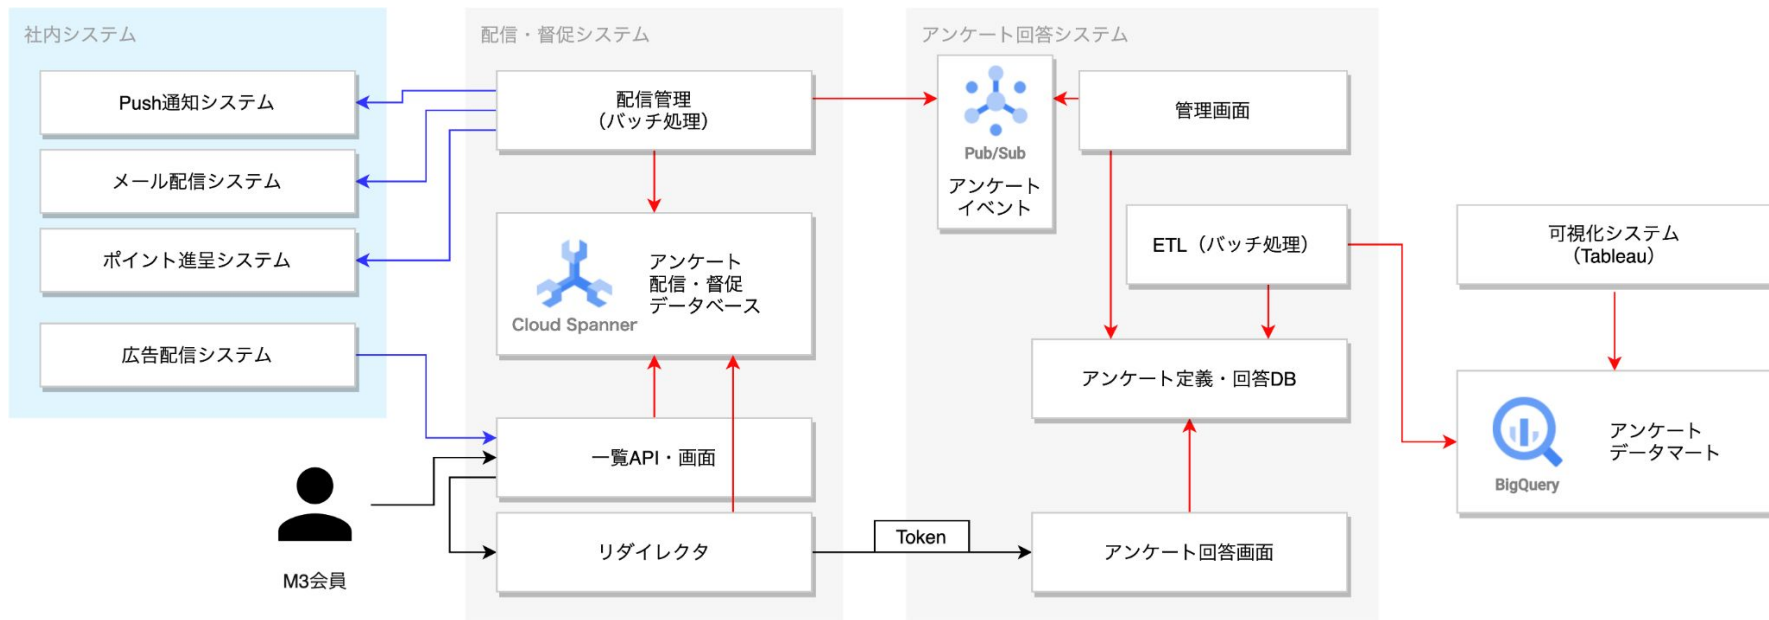 社内システム
Push通知システム
メール配信システム
ポイント進呈システム
広告配信システム
M3会員
配信・督促システム
配信管理
（バッチ処理）
Cloud Spanner
アンケート
配信・督促
データベース
一覧API・画面
リダイレクタ
Token
アンケート回答システム
Pub/Sub
アンケート
イベント
管理画面
ETL（バッチ処理）
アンケート定義・回答DB
アンケート回答画面
可視化システム
（Tableau）
BigQuery
アンケート
データマート